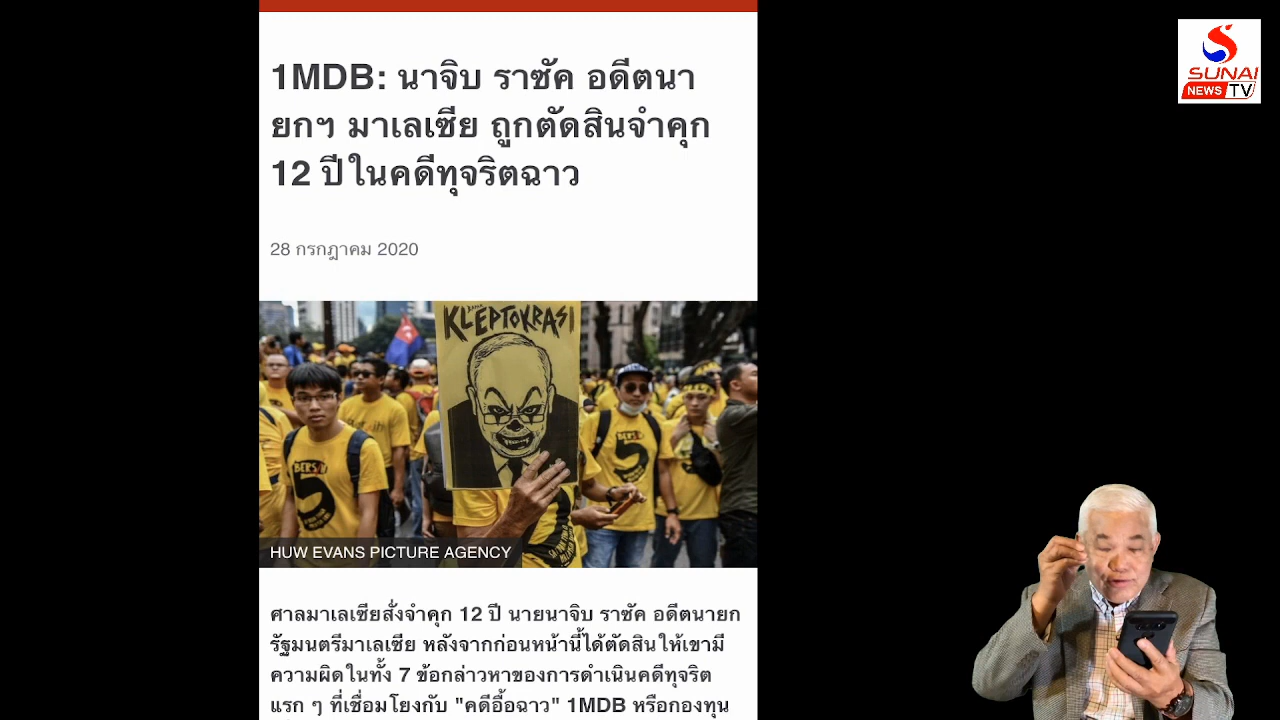 1MDB: นาจิบ ราซัค อดีตนา
ยกฯ มาเลเซีย ถูกตัดสินจำคุก
12 ปี ในคดีทุจริตฉาว
28 กรกฎาคม 2020
KLEPTOKRASI
BERSIH
5
BERSIH
5
HUW EVANS PICTURE AGENCY
ศาลมาเลเซียสั่งจำคุก 12 ปี นายนาจิบ ราซัค อดีตนายก
รัฐมนตรีมาเลเซีย หลังจากก่อนหน้านี้ได้ตัดสินให้เขามี
ความผิดในทั้ง 7 ข้อกล่าวหาของการดำเนินคดีทุจริต
แรก ๆ ที่เชื่อมโยงกับ "คดีอื้อฉาว" 1MDB หรือกองทุน
SUNAI
NEWS TV